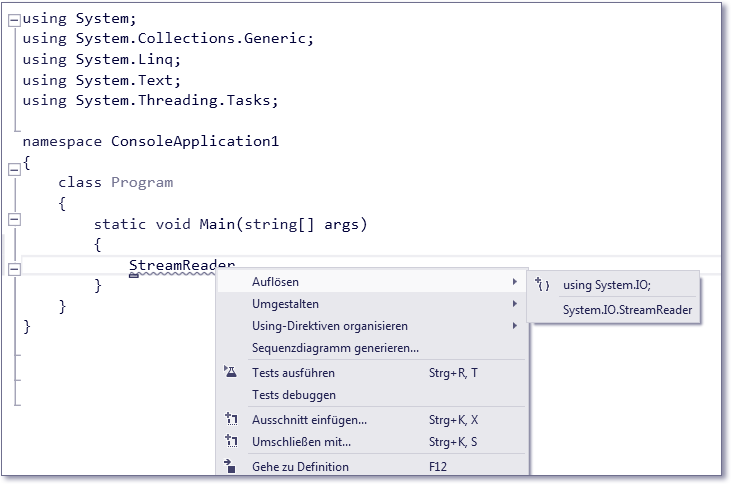 using System;
using System.Collections.Generic;
using System.Linq;
using System.Text;
using System.Threading.Tasks;
namespace ConsoleApplication1
{
class Program
{
static void Main(string[] args)
{
StreamReader
}
}
}
Auflösen
Umgestalten
Using-Direktiven organisieren
Sequenzdiagramm generieren...
Tests ausführen Strg+R, T
Tests debuggen
Ausschnitt einfügen... Strg+K, X
Umschließen mit... Strg+K, S
Gehe zu Definition F12
using System.IO;
System.IO.StreamReader